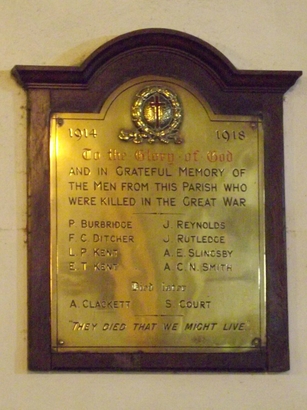 1914 1918
To the Glory of God
AND IN GRATEFUL MEMORY OF
THE MEN FROM THIS PARISH WHO
WERE KILLED IN THE GREAT WAR
P. BURBRIDGE J. REYNOLDS
F. C. DITCHER J. RUTLEDGE
L. P. KENT A. E. SLINGSBY
E. T. KENT A. C. N. SMITH
Died later
A. CLACKETT S. COURT
"THEY DIED THAT WE MIGHT LIVE"